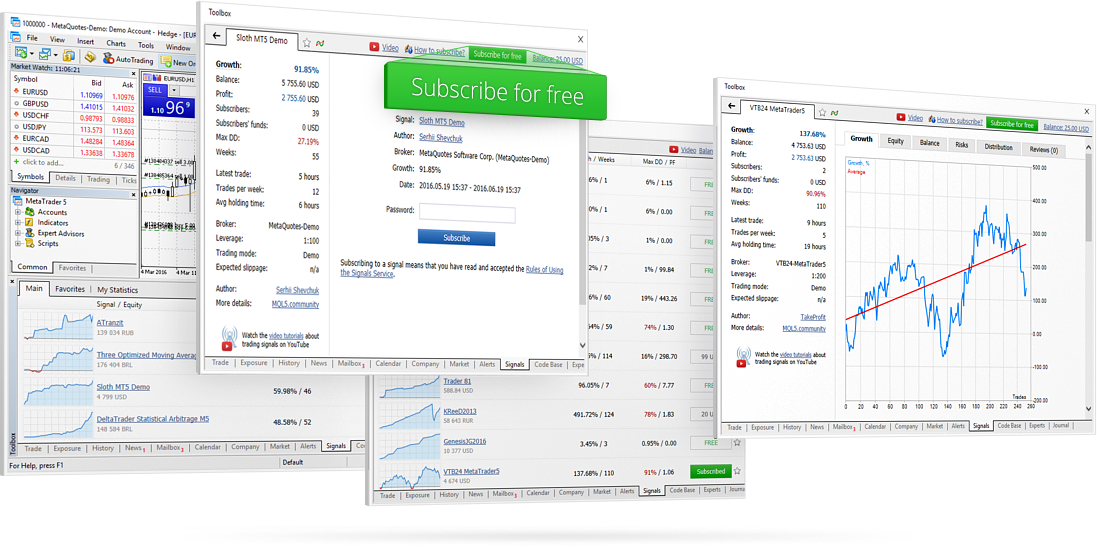 1000000 - MetaQuotes-Demo: Demo Account - Hedge - [EUR
File View Insert Charts Tools Window
AutoTrading New Or
Market Watch: 11:06:21
Symbol Bid Ask
EURUSD 1.10969 1.10976
GBPUSD 1.41015 1.41032
USDCHF 0.98793 0.98833
USDJPY 113.573 113.603
EURCAD 1.48284 1.48364
USDCAD 1.33638 1.33678
click to add... 6 / 346
Symbols Details Trading Ticks
EURUSD,H1
SELL
1.10 96 9
4 Mar 2016 4 Mar 11
Navigator
MetaTrader 5
Accounts
Indicators
Expert Advisors
Scripts
Common Favorites
Main Favorites My Statistics
Signal / Equity
ATranzit
139 034 RUB
Three Optimized Moving Averag
176 404 BRL
Sloth MT5 Demo
4 799 USD
59.98% / 46
DeltaTrader Statistical Arbitrage M5
148 584 BRL
48.58% / 52
Toolbox
Trade Exposure History News Mailbox Calendar Company Market Alerts Signals Co
For Help, press F1
Default
Toolbox
Sloth MT5 Demo
Video How to subscribe? Subscribe for free Balance: 25.00 USD
Subscribe for free
Growth: 91.85%
Balance: 5 755.60 USD
Profit: 2 755.60 USD
Subscribers: 39
Subscribers' funds: 0 USD
Max DD: 27.19%
Weeks: 55
Latest trade: 5 hours
Trades per week: 12
Avg holding time: 6 hours
Broker: MetaQuotes-Demo
Leverage: 1:100
Trading mode: Demo
Expected slippage: n/a
Author: Serhii Shevchuk
More details: MQL5.community
Watch the video tutorials about
trading signals on YouTube
Signal: Sloth MT5 Demo
Author: Serhii Shevchuk
Broker: MetaQuotes Software Corp. (MetaQuotes-Demo)
Growth: 91.85%
Date: 2016.05.19 15:37 - 2016.06.19 15:37
Password:
Subscribe
Subscribing to a signal means that you have read and accepted the Rules of Using
the Signals Service.
Trade Exposure History News Mailbox Calendar Company Market Alerts Signals Code Base Expe
Video Balan
/ Weeks Max DD / PF
% / 1 6% / 1.15 FRE
0% / 1 6% / 0.00
% / 3 1% / 0.00
% / 7 1% / 99.84
% / 60 19% / 443.26
% / 59 74% / 1.30 FRE
% / 114 16% / 298.70 99 U
Trader 81
588.84 USD
96.05% / 7 60% / 7.77 FRE
KReeD2013
58 643 RUR
491.72% / 124 78% / 1.83 20 U
GenesisJG2016
10 377 USD
3.45% / 3 0.95% / 0.00 FREE
VTB24 MetaTrader5
4 674 USD
137.68% / 110 91% / 1.06 Subscribed
Trade Exposure History News Mailbox Calendar Company Market Alerts Signals Code Base Experts Journa
Toolbox
VTB24 MetaTrader5
Video How to subscribe? Subscribe for free Balance: 25.00 USD
Growth: 137.68%
Balance: 4 753.63 USD
Profit: 2 753.63 USD
Subscribers: 2
Subscribers' funds: 0 USD
Max DD: 90.96%
Weeks: 110
Latest trade: 9 hours
Trades per week: 5
Avg holding time: 19 hours
Broker: VTB24-MetaTrader5
Leverage: 1:200
Trading mode: Demo
Expected slippage: n/a
Author: TakeProfit
More details: MQL5.community
Watch the video tutorials about
trading signals on YouTube
Growth Equity Balance Risks Distribution Reviews (0)
Growth, %
Average
500.00
400.00
300.00
200.00
100.00
0.00
-100.00
-200.00
Trades
0 20 40 60 80 100 120 140 160 180 200 220 240 260
Trade Exposure History News Mailbox Calendar Company Market Alerts Signals Code Base Experts Journal